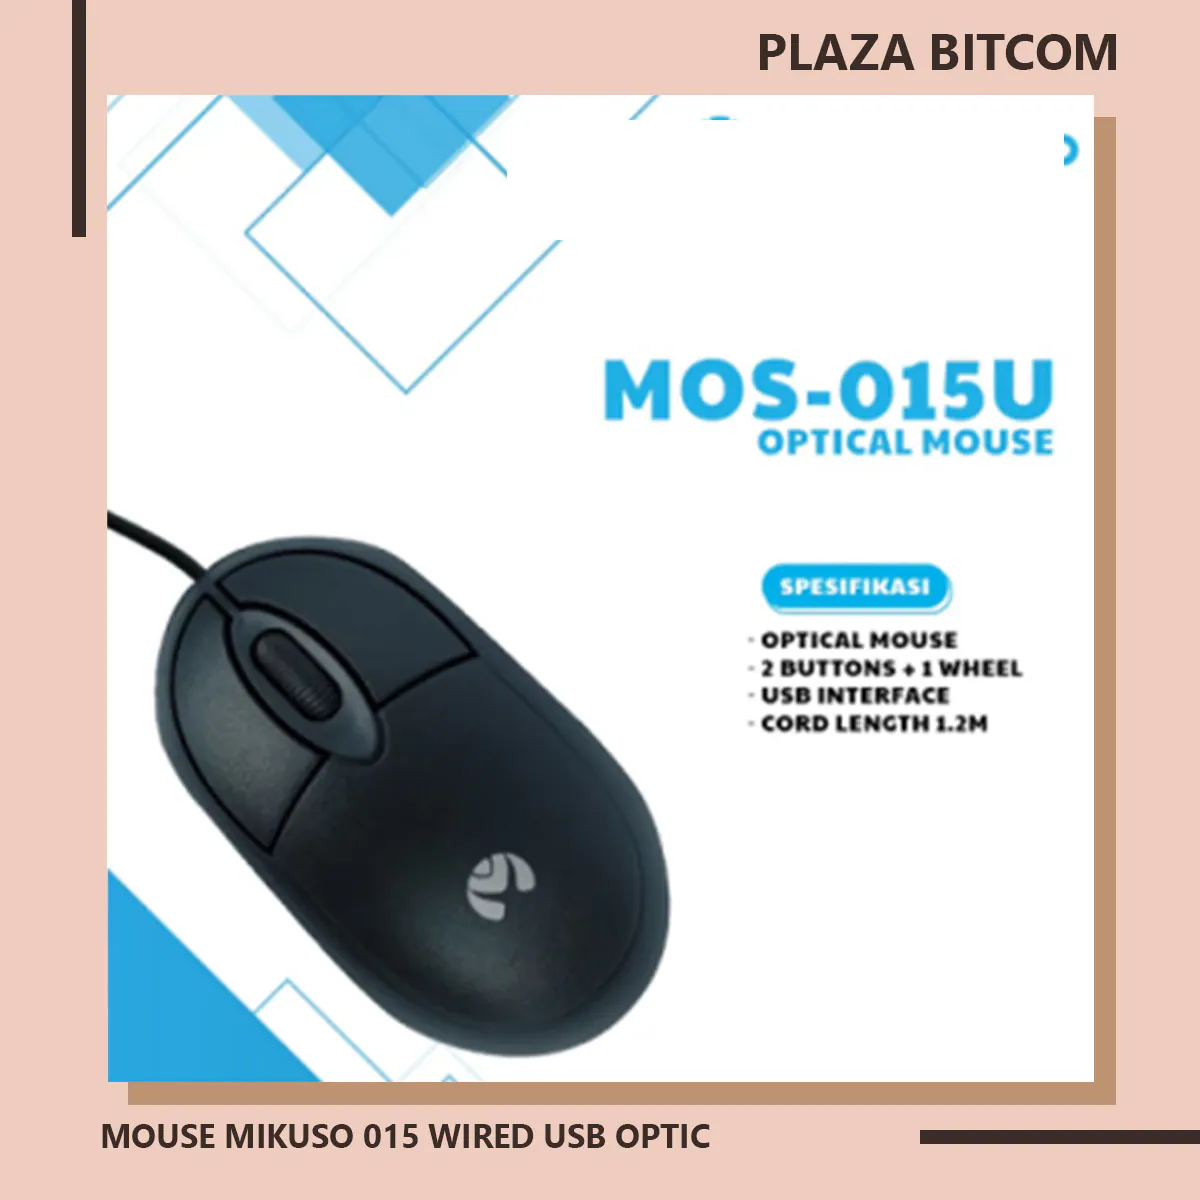 PLAZA BITCOM
MOS-015U
OPTICAL MOUSE
SPESIFIKASI
· OPTICAL MOUSE
· 2 BUTTONS + 1 WHEEL
· USB INTERFACE
· CORD LENGTH 1.2M
MOUSE MIKUSO 015 WIRED USB OPTIC